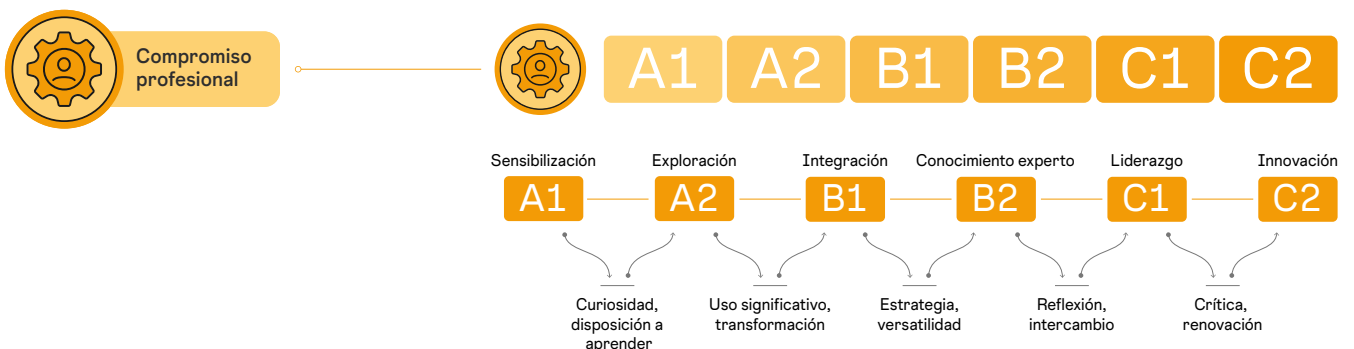 Compromiso
profesional
A1 A2 B1 B2 C1 C2
Sensibilización Exploración Integración Conocimiento experto Liderazgo Innovación
A1 A2 B1 B2 C1 C2
Curiosidad,
disposición a
aprender
Uso significativo,
transformación
Estrategia,
versatilidad
Reflexión,
intercambio
Crítica,
renovación